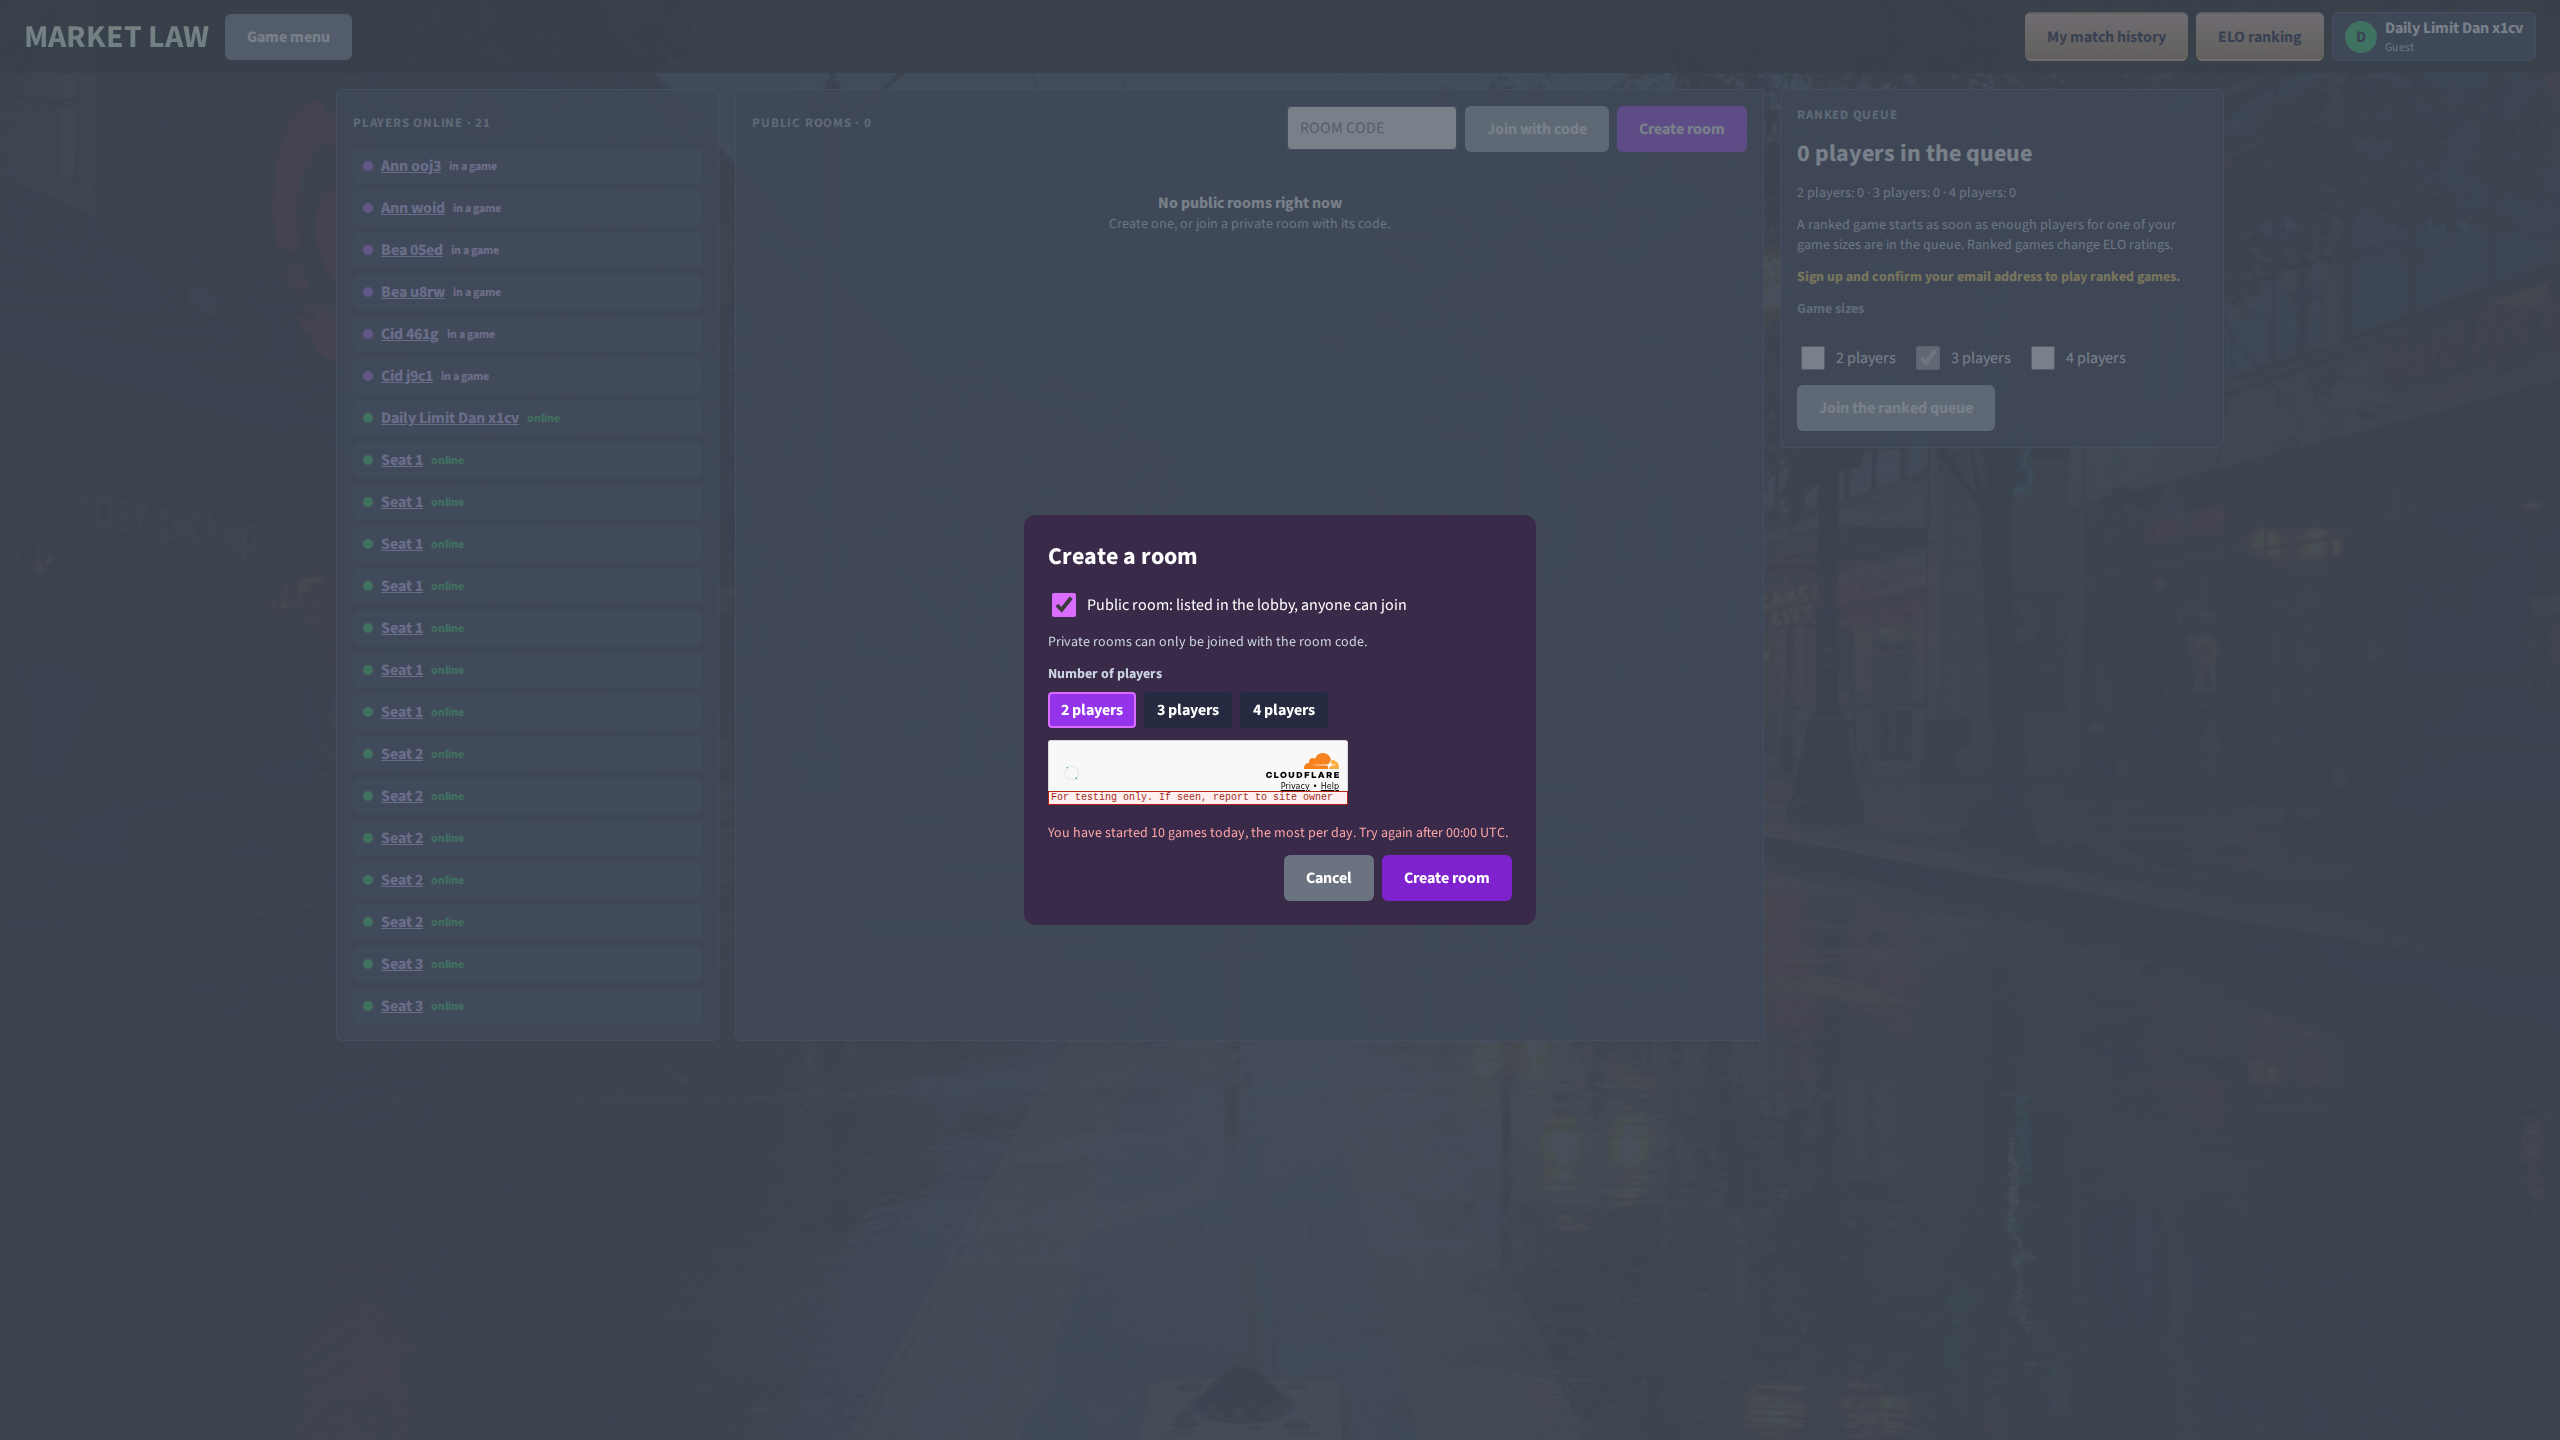 MARKET LAW
Game menu
My match history
ELO ranking
D
Daily Limit Dan x1cv
Guest
PLAYERS ONLINE · 21
Ann ooj3 in a game
Ann woid in a game
Bea 05ed in a game
Bea u8rw in a game
Cid 461g in a game
Cid j9c1 in a game
Daily Limit Dan x1cv online
Seat 1 online
Seat 1 online
Seat 1 online
Seat 1 online
Seat 1 online
Seat 1 online
Seat 1 online
Seat 2 online
Seat 2 online
Seat 2 online
Seat 2 online
Seat 2 online
Seat 3 online
Seat 3 online
PUBLIC ROOMS · 0
ROOM CODE
Join with code
Create room
No public rooms right now
Create one, or join a private room with its code.
RANKED QUEUE
0 players in the queue
2 players: 0 · 3 players: 0 · 4 players: 0
A ranked game starts as soon as enough players for one of your
game sizes are in the queue. Ranked games change ELO ratings.
Sign up and confirm your email address to play ranked games.
Game sizes
2 players
3 players
4 players
Join the ranked queue
order pickup
Create a room
Public room: listed in the lobby, anyone can join
Private rooms can only be joined with the room code.
Number of players
2 players
3 players
4 players
CLOUDFLARE
Privacy • Help
For testing only. If seen, report to site owner
You have started 10 games today, the most per day. Try again after 00:00 UTC.
Cancel
Create room